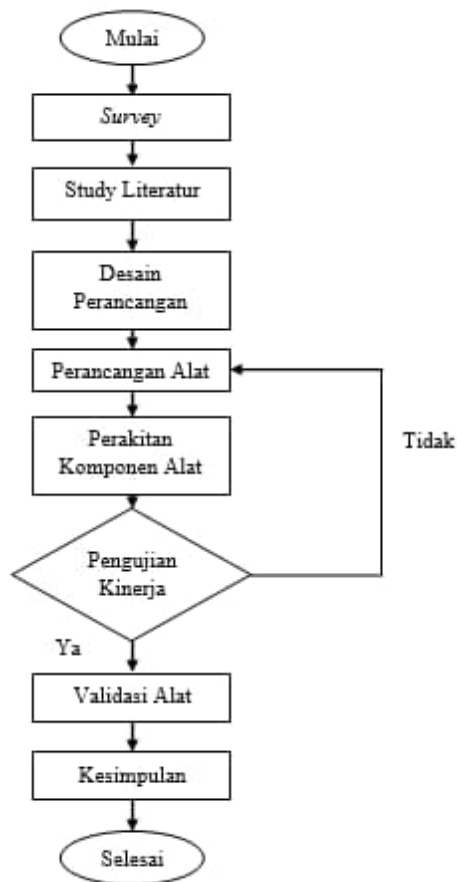 Mulai
Survey
Study Literatur
Desain
Perancangan
Perancangan Alat
Perakitan
Komponen Alat
Tidak
Pengujian
Kinerja
Ya
Validasi Alat
Kesimpulan
Selesai